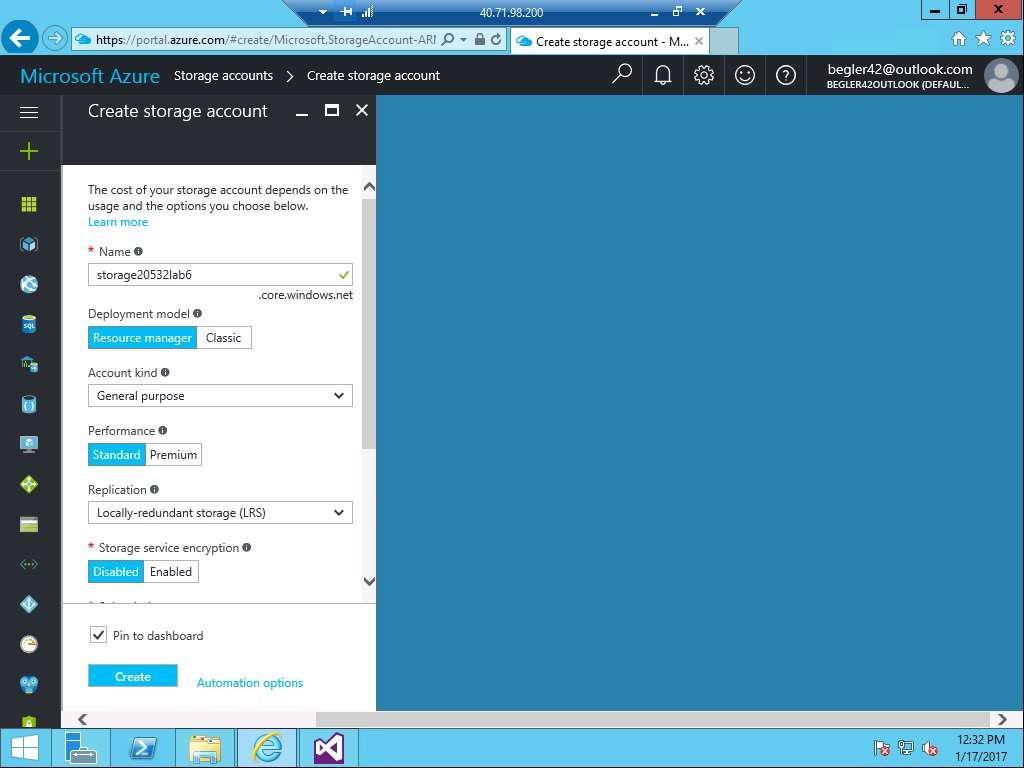 40.71.98.200
https://portal.azure.com/#create/Microsoft.StorageAccount-ARM
Create storage account - M...
Microsoft Azure Storage accounts > Create storage account
begler42@outlook.com
BEGLER42OUTLOOK (DEFAUL...
Create storage account
The cost of your storage account depends on the
usage and the options you choose below.
Learn more
* Name
storage20532lab6
.core.windows.net
Deployment model
Resource manager Classic
Account kind
General purpose
Performance
Standard Premium
Replication
Locally-redundant storage (LRS)
* Storage service encryption
Disabled Enabled
Pin to dashboard
Create
Automation options
SQL
12:32 PM
1/17/2017